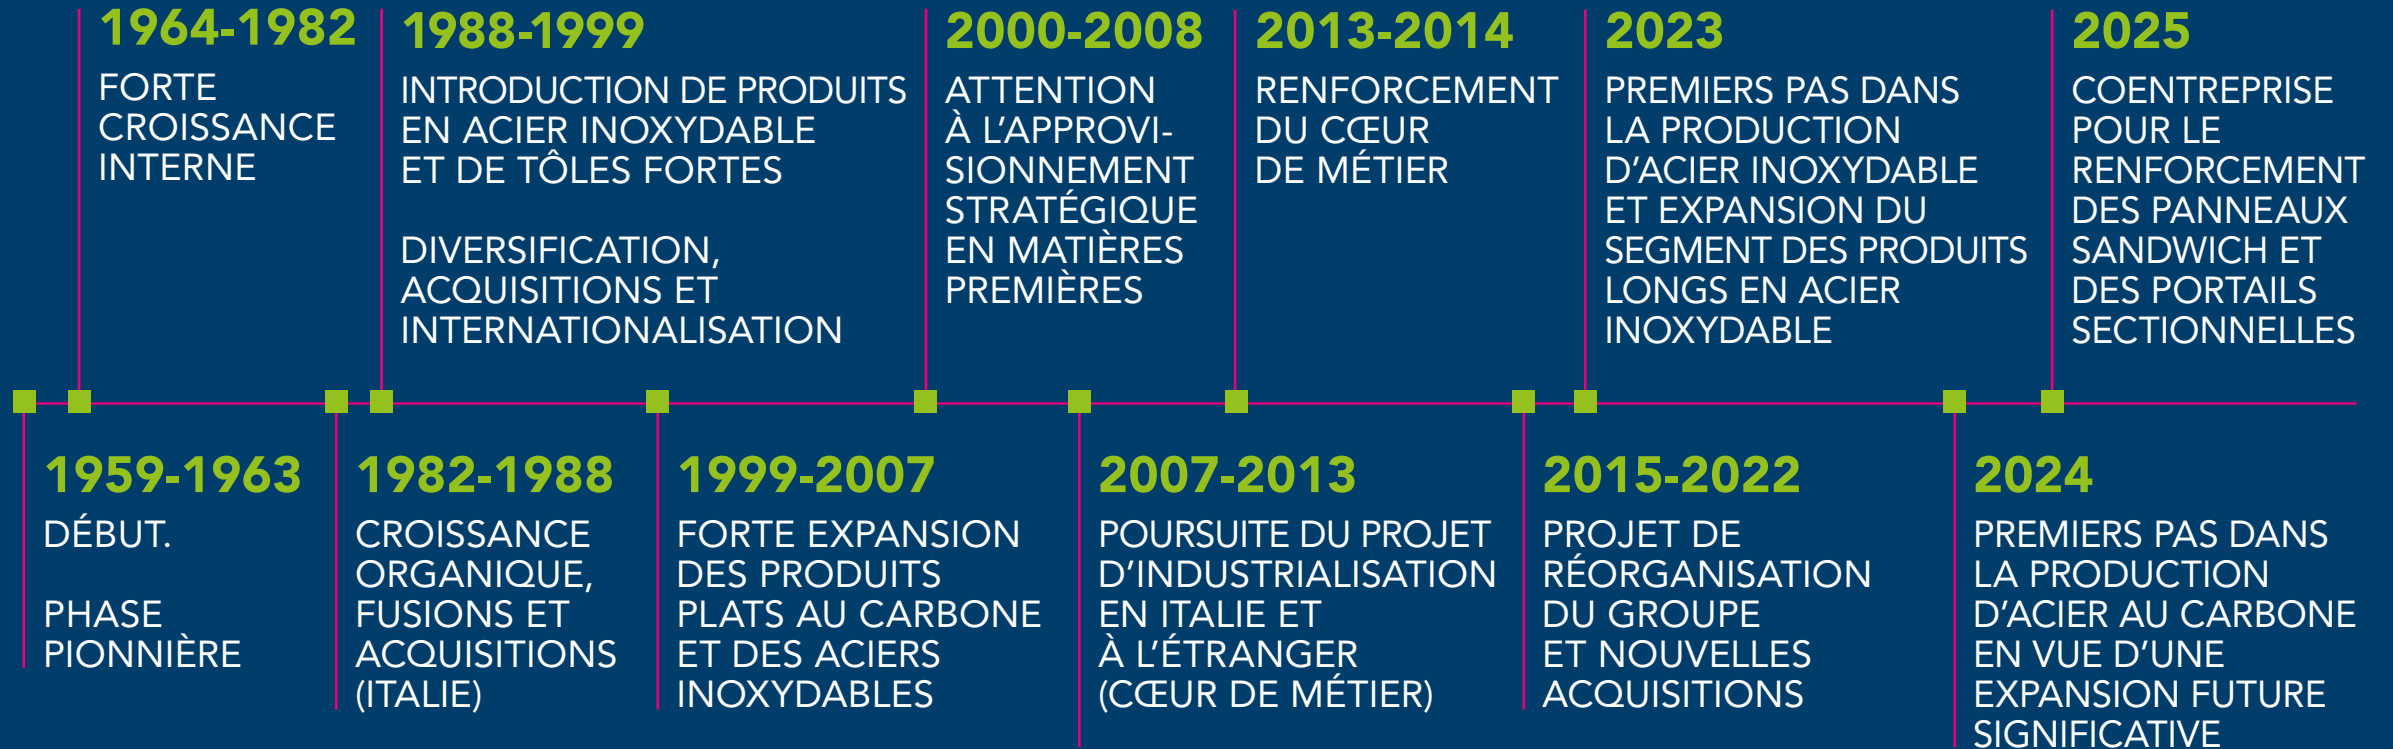 1964-1982
FORTE
CROISSANCE
INTERNE
1988-1999
INTRODUCTION DE PRODUITS
EN ACIER INOXYDABLE
ET DE TÔLES FORTES
DIVERSIFICATION,
ACQUISITIONS ET
INTERNATIONALISATION
2000-2008
ATTENTION
À L’APPROVI-
SIONNEMENT
STRATÉGIQUE
EN MATIÈRES
PREMIÈRES
2013-2014
RENFORCEMENT
DU CŒUR
DE MÉTIER
2023
PREMIERS PAS DANS
LA PRODUCTION
D’ACIER INOXYDABLE
ET EXPANSION DU
SEGMENT DES PRODUITS
LONGS EN ACIER
INOXYDABLE
2025
COENTREPRISE
POUR LE
RENFORCEMENT
DES PANNEAUX
SANDWICH ET
DES PORTAILS
SECTIONNELLES
1959-1963
DÉBUT.
PHASE
PIONNIÈRE
1982-1988
CROISSANCE
ORGANIQUE,
FUSIONS ET
ACQUISITIONS
(ITALIE)
1999-2007
FORTE EXPANSION
DES PRODUITS
PLATS AU CARBONE
ET DES ACIERS
INOXYDABLES
2007-2013
POURSUITE DU PROJET
D’INDUSTRIALISATION
EN ITALIE ET
À L’ÉTRANGER
(CŒUR DE MÉTIER)
2015-2022
PROJET DE
RÉORGANISATION
DU GROUPE
ET NOUVELLES
ACQUISITIONS
2024
PREMIERS PAS DANS
LA PRODUCTION
D’ACIER AU CARBONE
EN VUE D’UNE
EXPANSION FUTURE
SIGNIFICATIVE